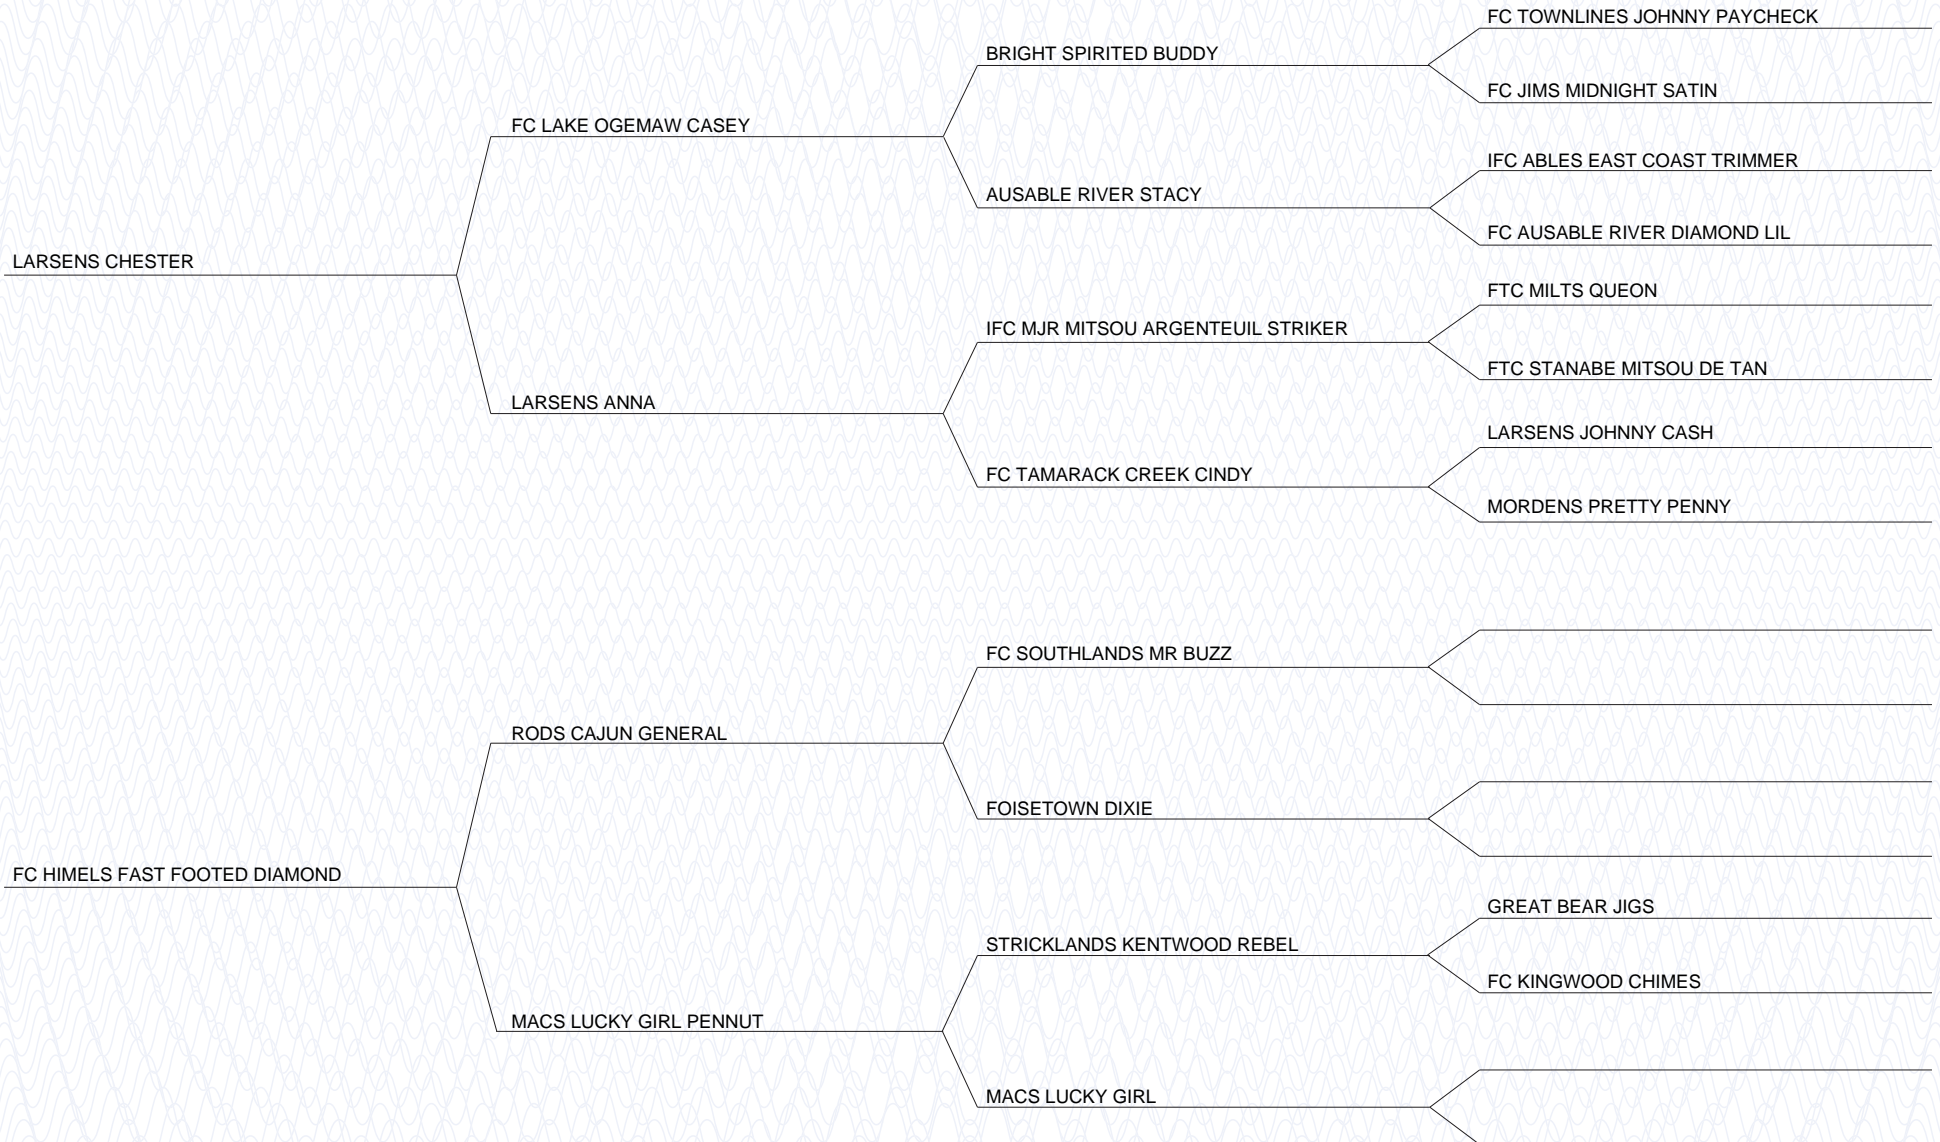 FC TOWNLINES JOHNNY PAYCHECK
BRIGHT SPIRITED BUDDY
FC JIMS MIDNIGHT SATIN
FC LAKE OGEMAW CASEY
IFC ABLES EAST COAST TRIMMER
AUSABLE RIVER STACY
FC AUSABLE RIVER DIAMOND LIL
LARSENS CHESTER
FTC MILTS QUEON
IFC MJR MITSOU ARGENTEUIL STRIKER
FTC STANABE MITSOU DE TAN
LARSENS ANNA
LARSENS JOHNNY CASH
FC TAMARACK CREEK CINDY
MORDENS PRETTY PENNY
FC SOUTHLANDS MR BUZZ
RODS CAJUN GENERAL
FOISETOWN DIXIE
FC HIMELS FAST FOOTED DIAMOND
GREAT BEAR JIGS
STRICKLANDS KENTWOOD REBEL
FC KINGWOOD CHIMES
MACS LUCKY GIRL PENNUT
MACS LUCKY GIRL